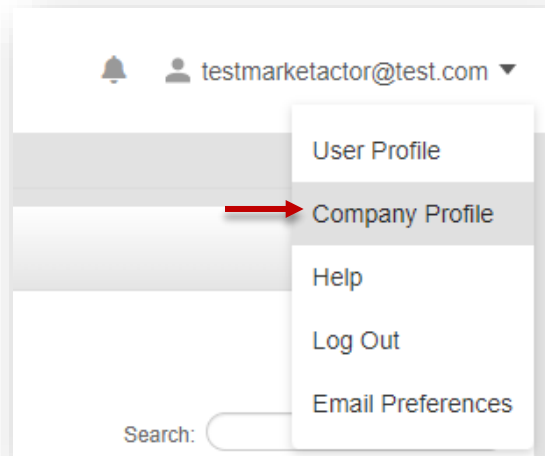 testmarketactor@test.com
User Profile
Company Profile
Help
Log Out
Email Preferences
Search: